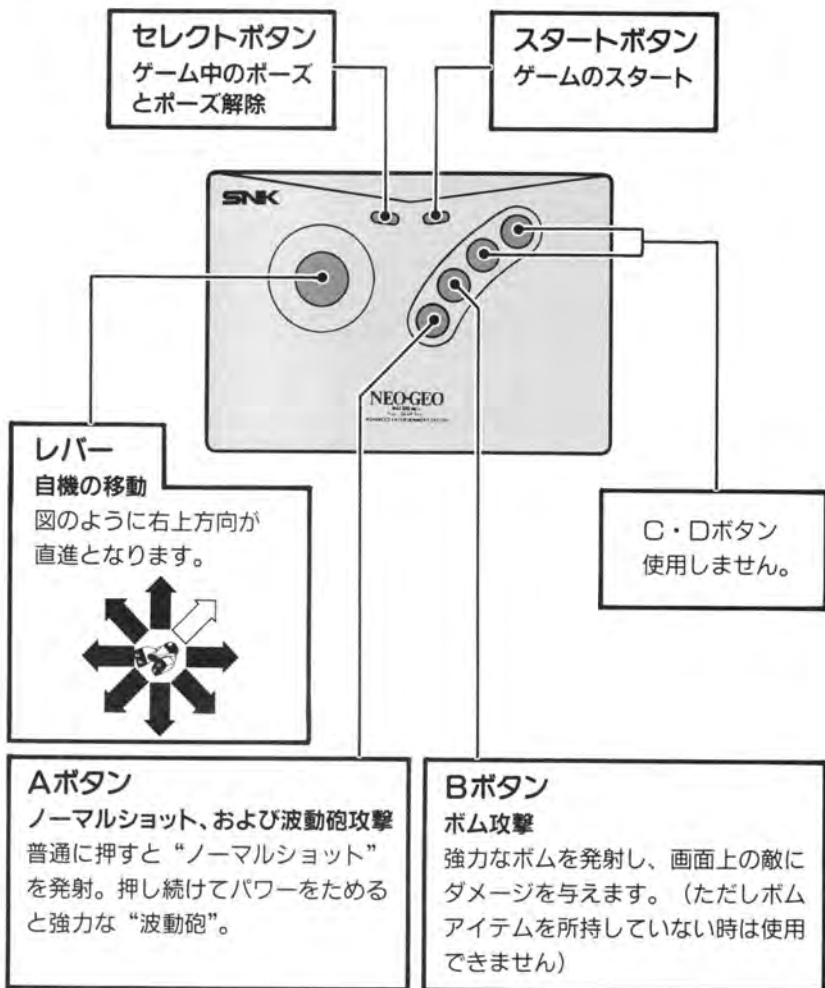 セレクトボタン
ゲーム中のポーズ
とポーズ解除
スタートボタン
ゲームのスタート
SNK
NEO•GEO
レバー
自機の移動
図のように右上方向が
直進となります。
C・Dボタン
使用しません。
Aボタン
ノーマルショット、および波動砲攻撃
普通に押すと“ノーマルショット”
を発射。押し続けてパワーをためる
と強力な“波動砲”。
Bボタン
ボム攻撃
強力なボムを発射し、画面上の敵に
ダメージを与えます。（ただしボム
アイテムを所持していない時は使用
できません）